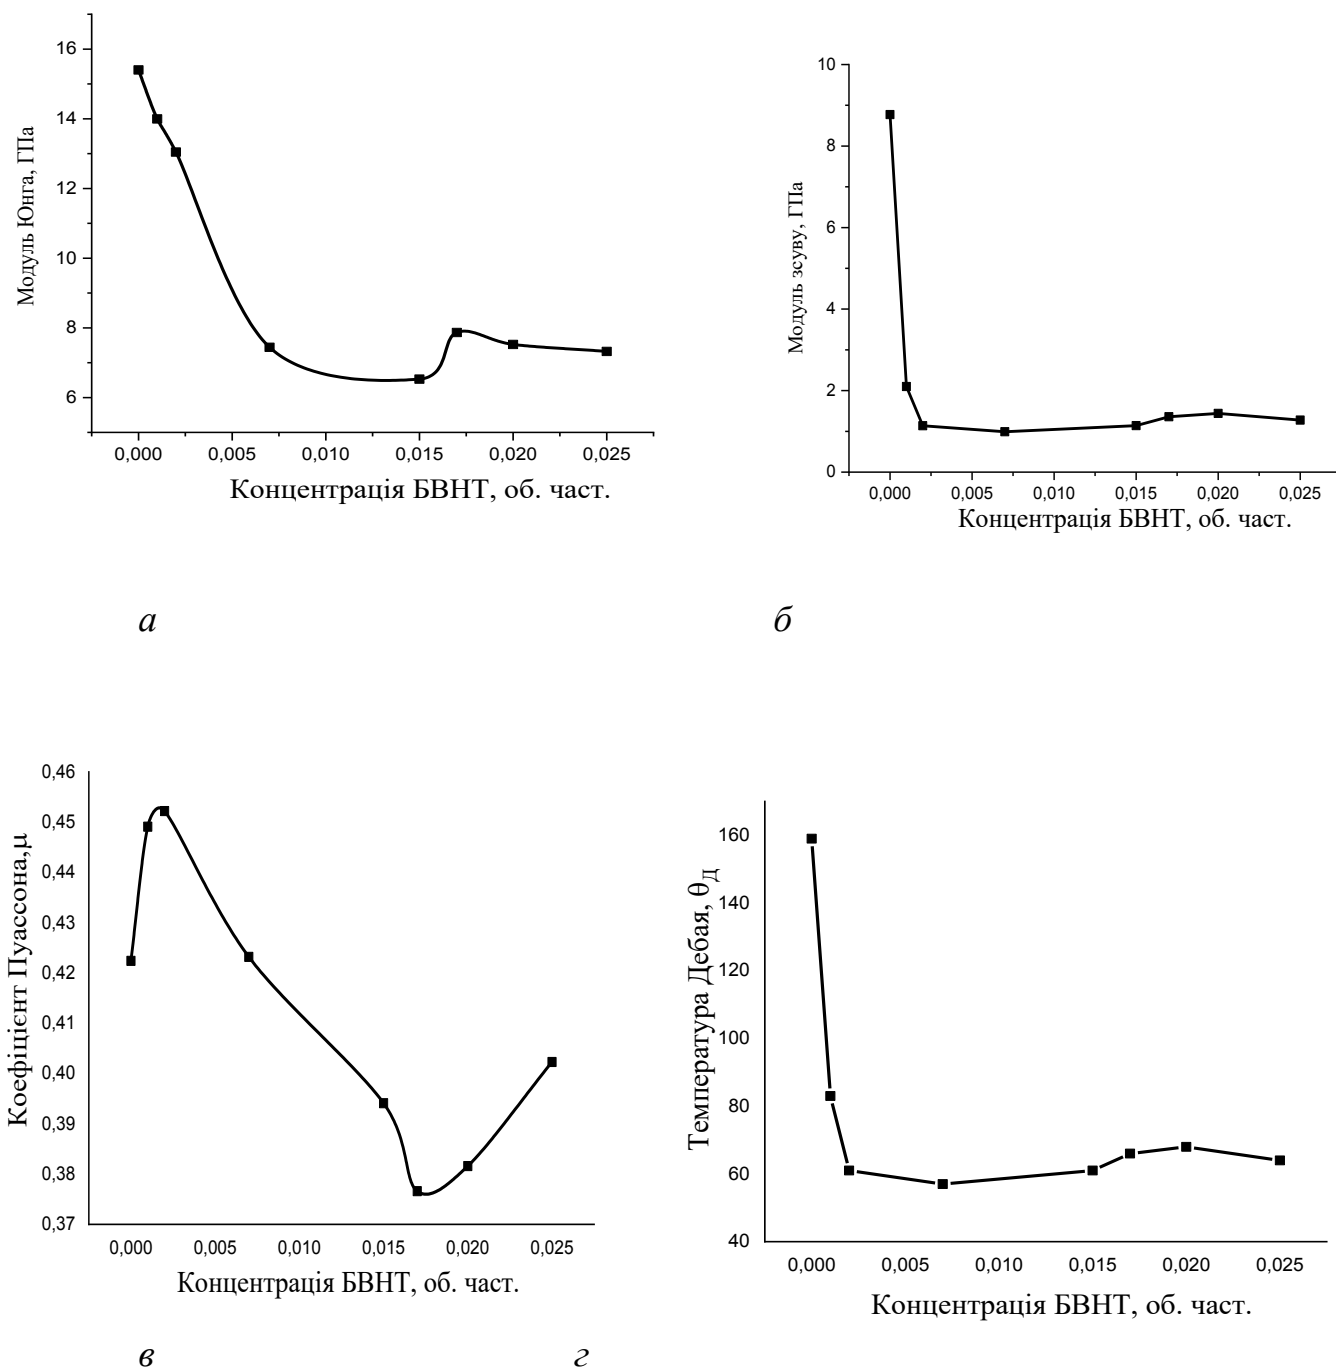 16
14
12
10
8
6
Модуль Юнга, ГПа
0,000 0,005 0,010 0,015 0,020 0,025
Концентрація БВНТ, об. част.
10
8
6
4
2
0
Модуль зсуву, ГПа
0,000 0,005 0,010 0,015 0,020 0,025
Концентрація БВНТ, об. част.
а б
0,46
0,45
0,44
0,43
0,42
0,41
0,40
0,39
0,38
0,37
Коефіцієнт Пуассона,μ
0,000 0,005 0,010 0,015 0,020 0,025
Концентрація БВНТ, об. част.
160
140
120
100
80
60
40
Температура Дебая, θД
0,000 0,005 0,010 0,015 0,020 0,025
Концентрація БВНТ, об. част.
в г